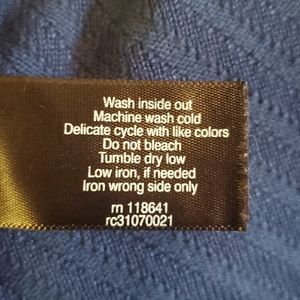 Wash inside out
Machine wash cold
Delicate cycle with like colors
Do not bleach
Tumble dry low
Low iron, if needed
Iron wrong side only
rn 118641
rc31070021